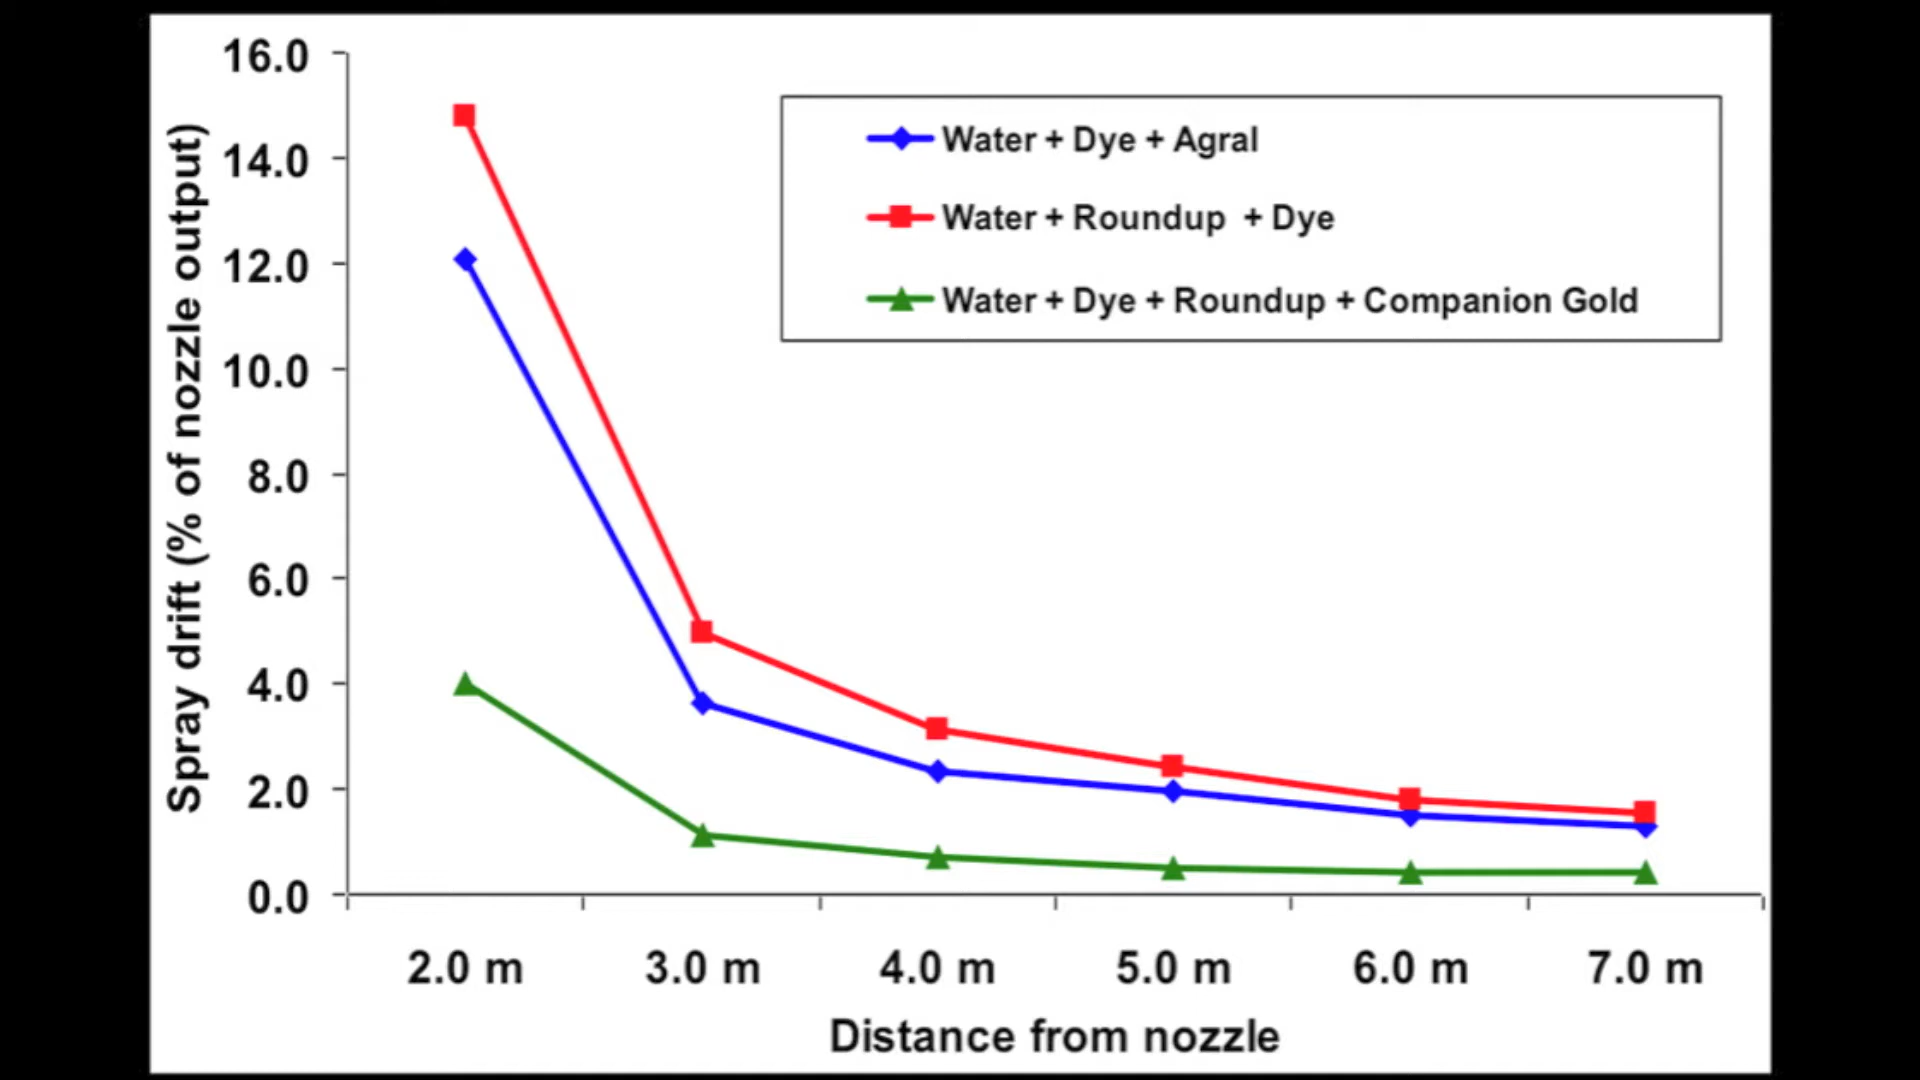 16.0
14.0
12.0
10.0
8.0
6.0
4.0
2.0
0.0
Spray drift (% of nozzle output)
Water + Dye + Agral
Water + Roundup + Dye
Water + Dye + Roundup + Companion Gold
2.0 m 3.0 m 4.0 m 5.0 m 6.0 m 7.0 m
Distance from nozzle